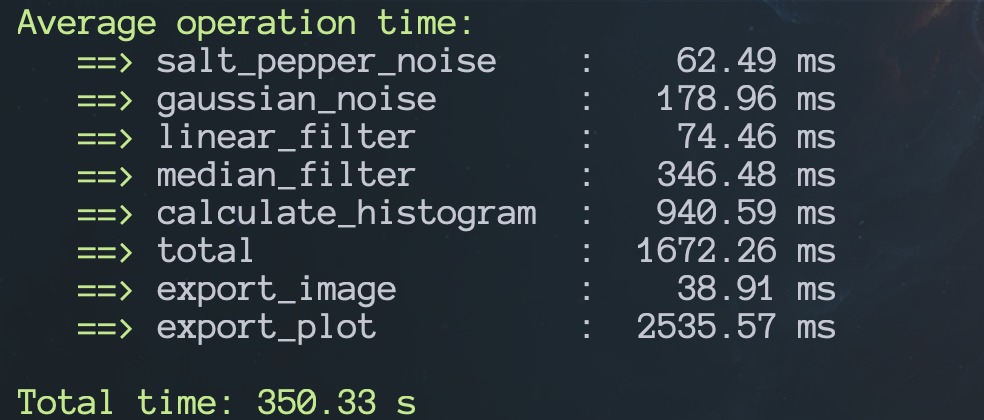 Average operation time:
==> salt_pepper_noise : 62.49 ms
==> gaussian_noise : 178.96 ms
==> linear_filter : 74.46 ms
==> median_filter : 346.48 ms
==> calculate_histogram : 940.59 ms
==> total : 1672.26 ms
==> export_image : 38.91 ms
==> export_plot : 2535.57 ms
Total time: 350.33 s